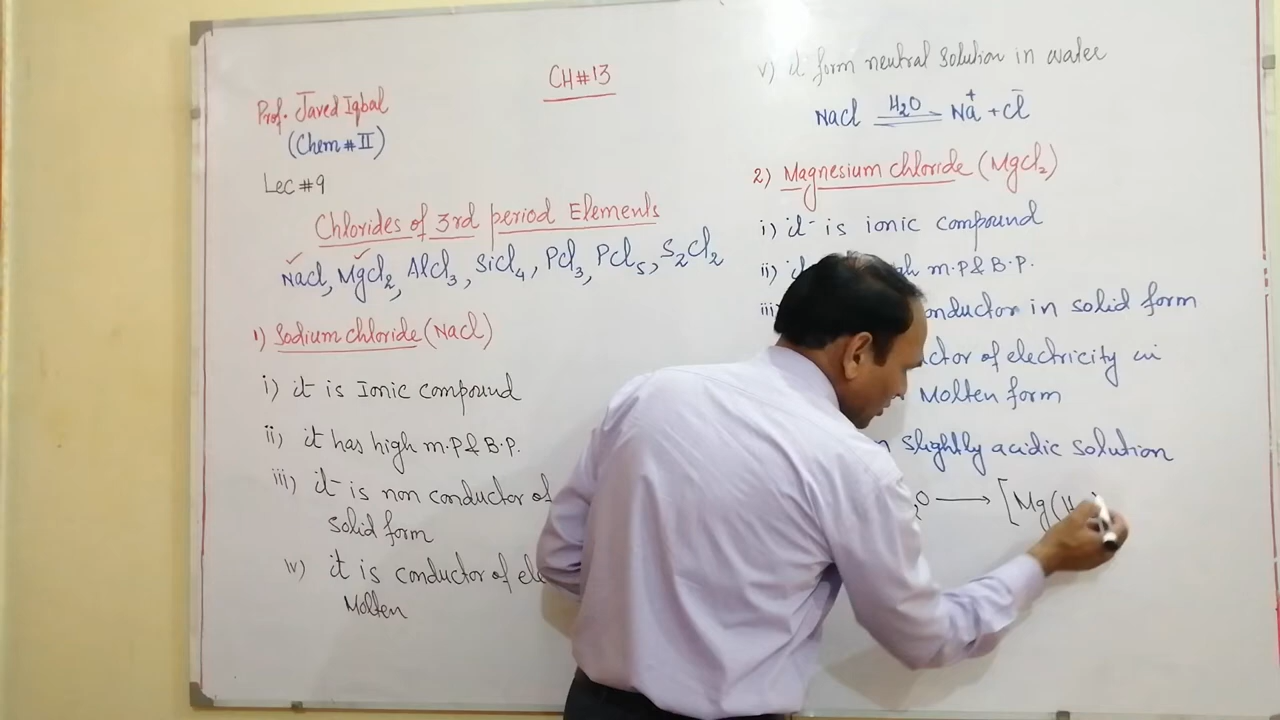 CH#13
Prof. Javed Iqbal
(Chem # II)
Lec #9
Chlorides of 3rd period Elements
NaCl, MgCl2, AlCl3, SiCl4, PCl3, PCl5, S2Cl2
1) Sodium chloride (NaCl)
i) it is Ionic compound
ii) it has high m.p & B.P.
iii) it is non conductor of
solid form
iv) it is conductor of ele
Molten
v) it form neutral solution in water
NaCl ⇌ H2O Na+ + Cl-
2) Magnesium chloride (MgCl2)
i) it is ionic compound
ii) m.P & B.P.
iii) onductor in solid form
ctor of electricity in
Molten form
slightly acidic solution
2O ⟶ [Mg(H